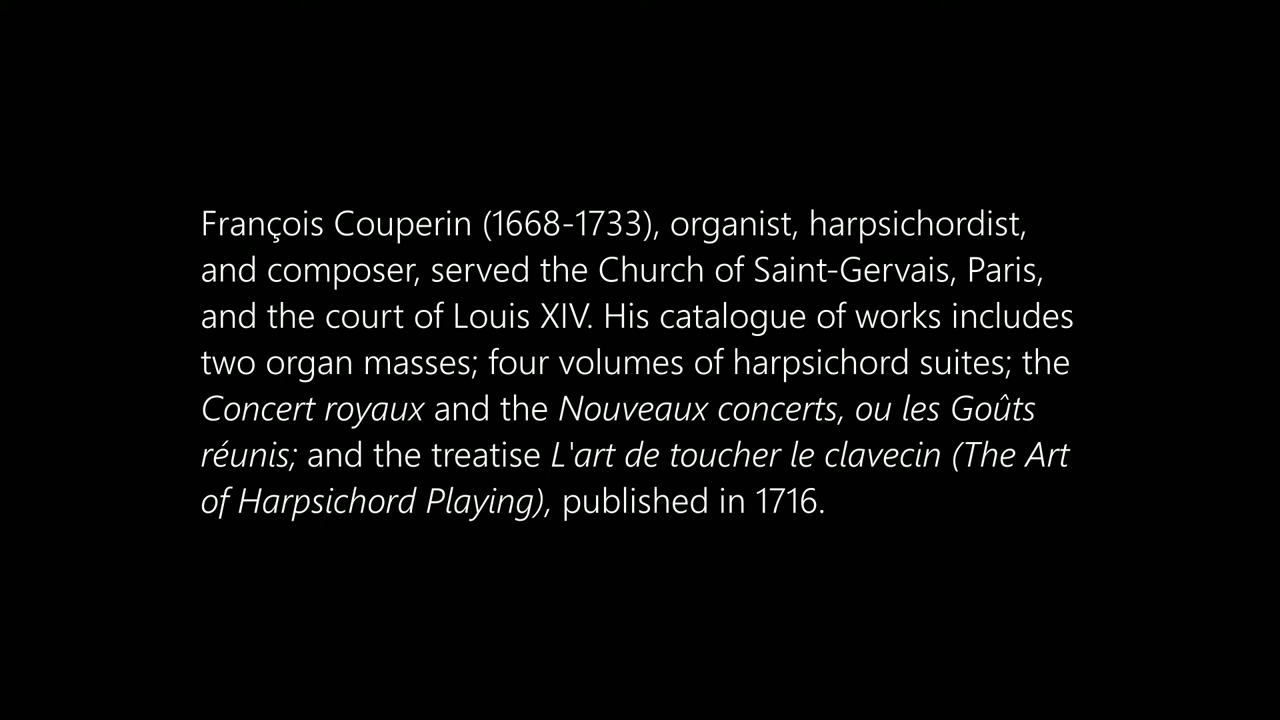 François Couperin (1668-1733), organist, harpsichordist,
and composer, served the Church of Saint-Gervais, Paris,
and the court of Louis XIV. His catalogue of works includes
two organ masses; four volumes of harpsichord suites; the
Concert royaux and the Nouveaux concerts, ou les Goûts
réunis; and the treatise L'art de toucher le clavecin (The Art
of Harpsichord Playing), published in 1716.